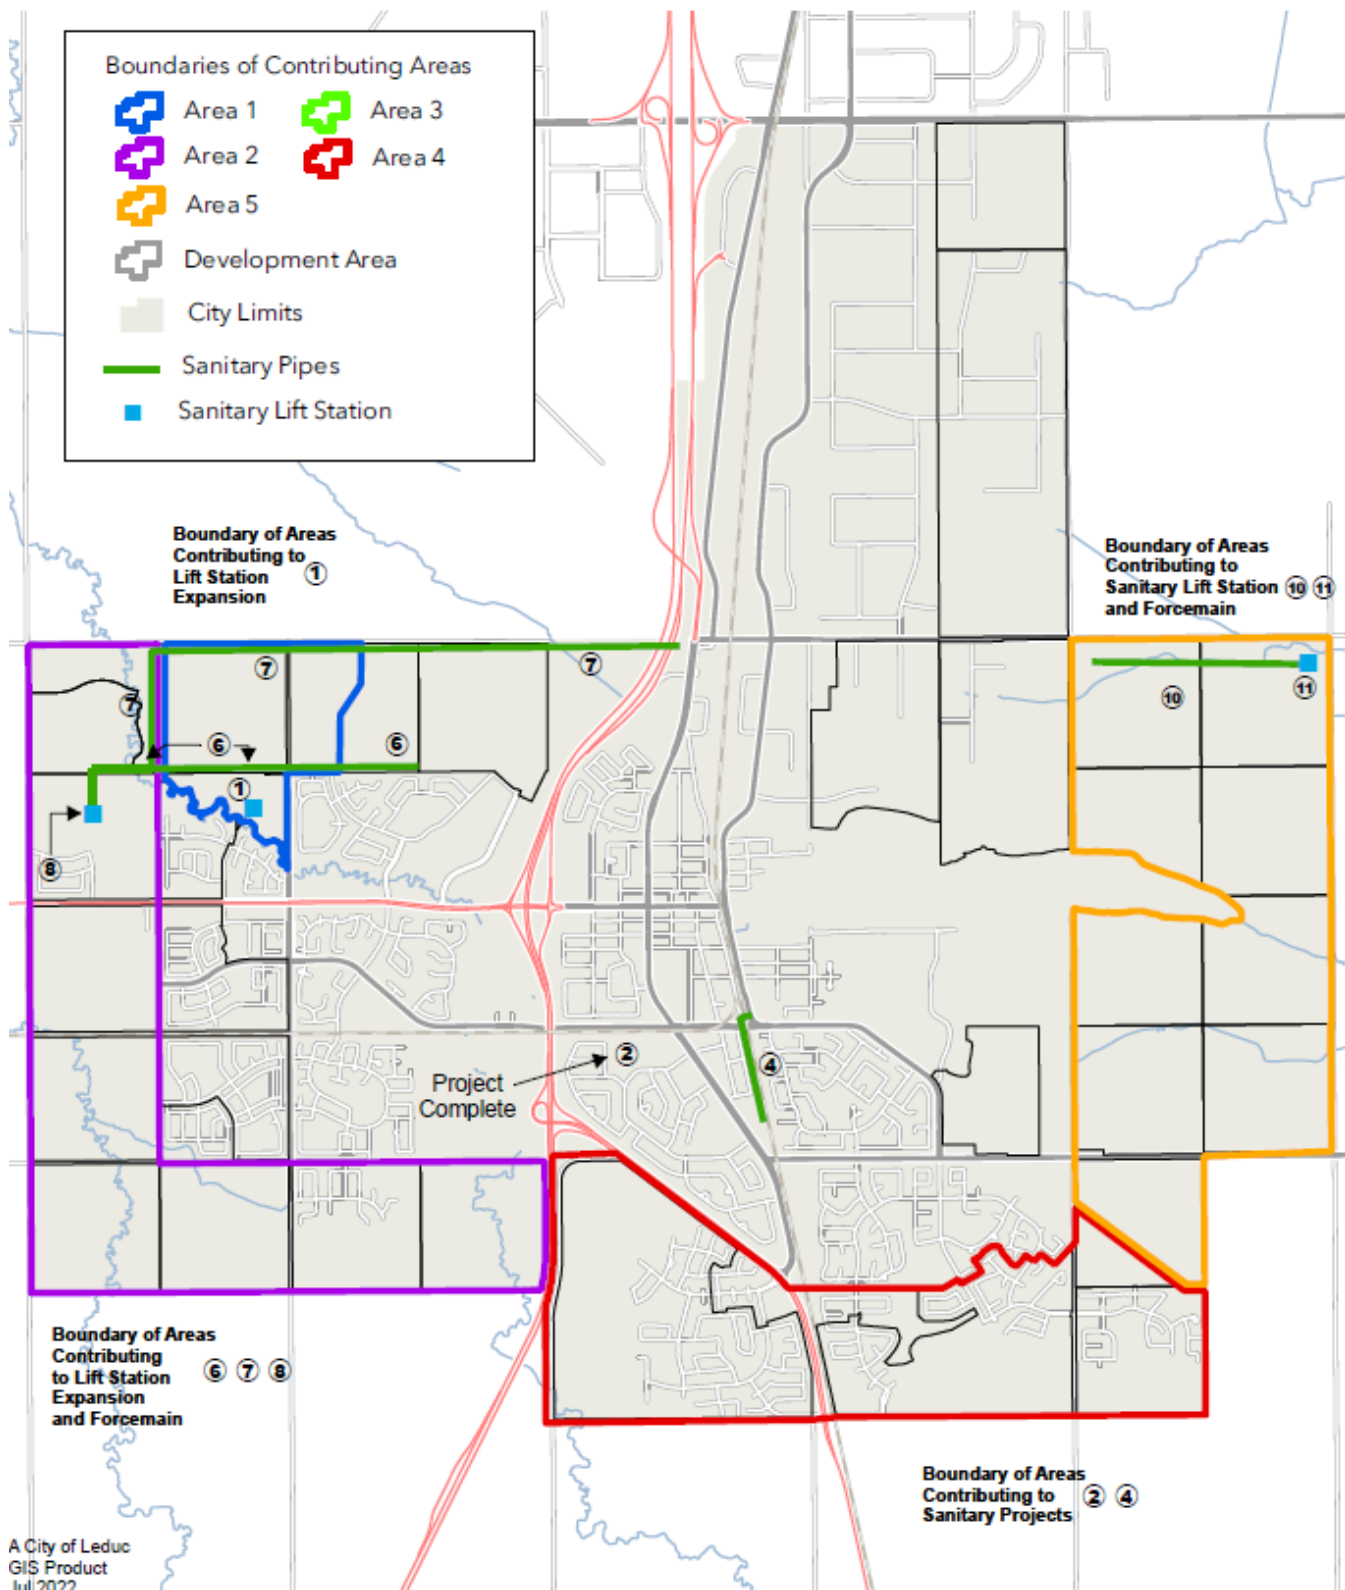 Boundaries of Contributing Areas
Area 1
Area 3
Area 2
Area 4
Area 5
Development Area
City Limits
Sanitary Pipes
Sanitary Lift Station
Boundary of Areas
Contributing to
Lift Station ①
Expansion
Boundary of Areas
Contributing to
Sanitary Lift Station ⑩ ⑪
and Forcemain
⑦
⑦
⑦
⑥
⑥
①
⑧
⑩
⑪
②
④
Project
Complete
Boundary of Areas
Contributing
to Lift Station ⑥ ⑦ ⑧
Expansion
and Forcemain
Boundary of Areas
Contributing to ② ④
Sanitary Projects
A City of Leduc
GIS Product
Jul 2022